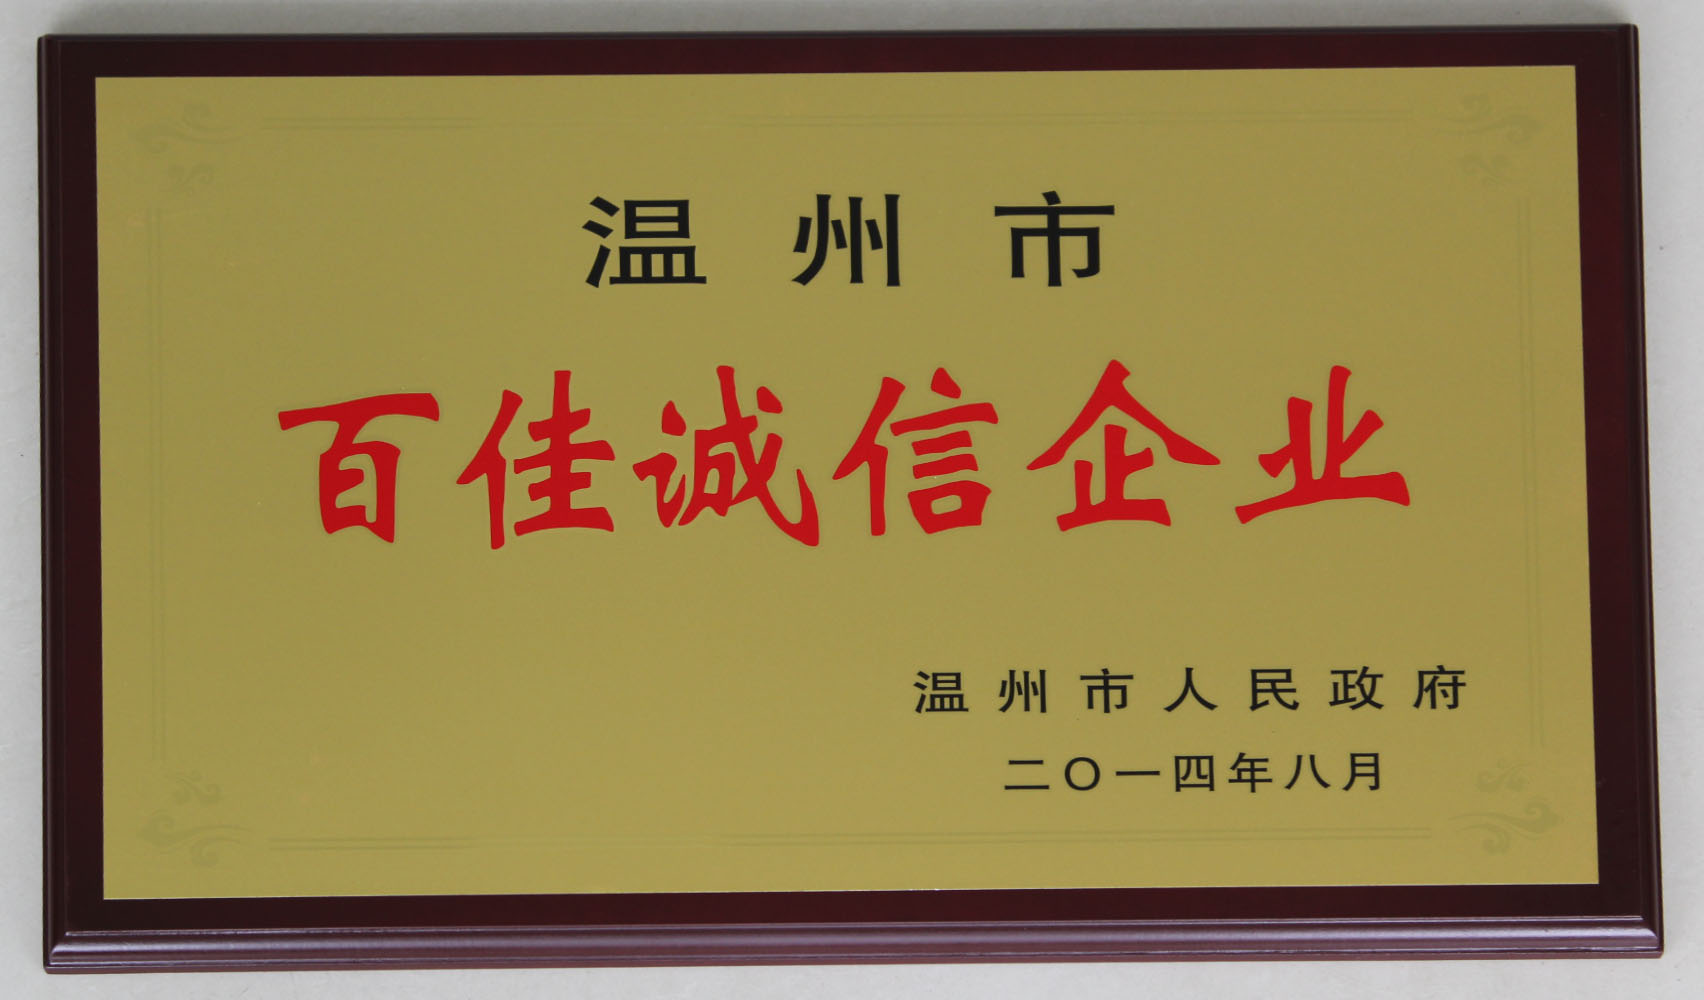 温州市
百佳诚信企业
温州市人民政府
二〇一四年八月